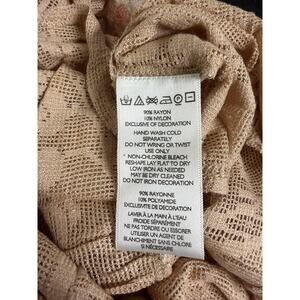 90% RAYON
10% NYLON
EXCLUSIVE OF DECORATION
HAND WASH COLD
SEPARATELY
DO NOT WRING OR TWIST
USE ONLY
NON-CHLORINE BLEACH
RESHAPE LAY FLAT TO DRY
LOW IRON AS NEEDED
MAY BE DRY CLEANED
DO NOT IRON DECORATION
90% RAYONNE
10% POLYAMIDE
EXCLUSIVITE DE DECORATION
LAVER À LA MAIN À L'EAU
FROIDE SÉPARÉMENT
NE PAS TORDRE OU ESSORER
UTILISER UN AGENT DE
BLANCHIMENT SANS CHLORE
SI NÉCESSAIRE